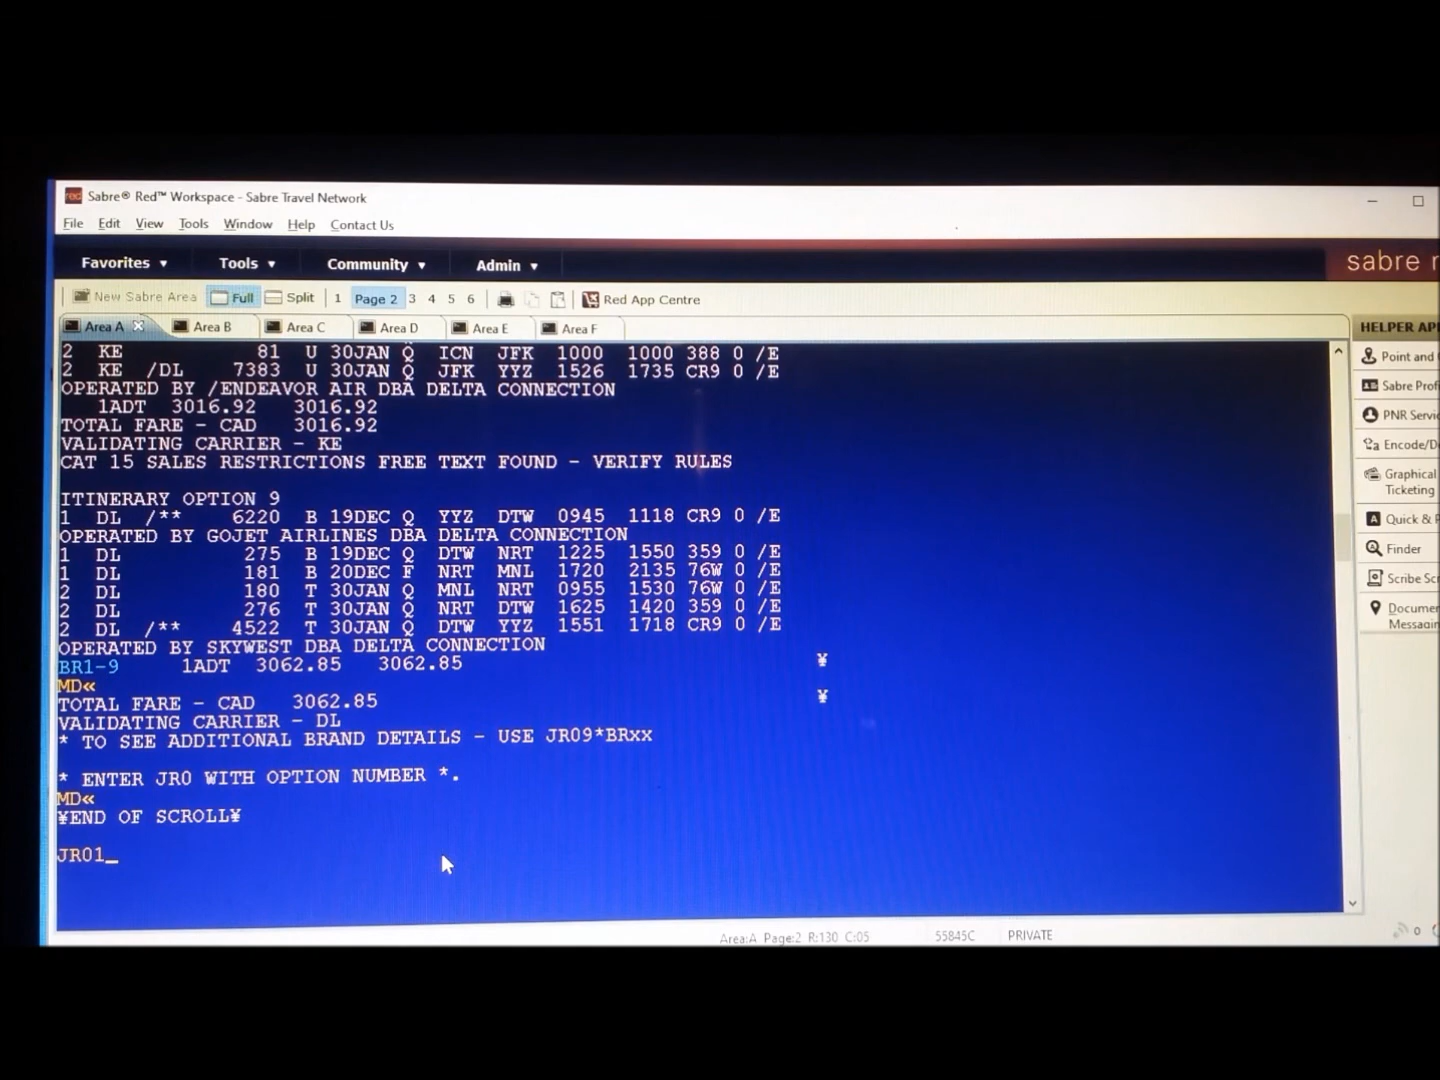 Sabre® Red™ Workspace - Sabre Travel Network
File Edit View Tools Window Help Contact Us
Favorites Tools Community Admin
sabre r
New Sabre Area Full Split 1 Page 2 3 4 5 6 Red App Centre
Area A Area B Area C Area D Area E Area F
HELPER AP
Point and
Sabre Prof
PNR Servi
Encode/D
Graphical
Ticketing
Quick &
Finder
Scribe Scr
Docume
Messagin
2 KE 81 U 30JAN Q ICN JFK 1000 1000 388 0 /E
2 KE /DL 7383 U 30JAN Q JFK YYZ 1526 1735 CR9 0 /E
OPERATED BY /ENDEAVOR AIR DBA DELTA CONNECTION
1ADT 3016.92 3016.92
TOTAL FARE - CAD 3016.92
VALIDATING CARRIER - KE
CAT 15 SALES RESTRICTIONS FREE TEXT FOUND - VERIFY RULES
ITINERARY OPTION 9
1 DL /** 6220 B 19DEC Q YYZ DTW 0945 1118 CR9 0 /E
OPERATED BY GOJET AIRLINES DBA DELTA CONNECTION
1 DL 275 B 19DEC Q DTW NRT 1225 1550 359 0 /E
1 DL 181 B 20DEC F NRT MNL 1720 2135 76W 0 /E
2 DL 180 T 30JAN Q MNL NRT 0955 1530 76W 0 /E
2 DL 276 T 30JAN Q NRT DTW 1625 1420 359 0 /E
2 DL /** 4522 T 30JAN Q DTW YYZ 1551 1718 CR9 0 /E
OPERATED BY SKYWEST DBA DELTA CONNECTION
BR1-9 1ADT 3062.85 3062.85 ¥
MD«
TOTAL FARE - CAD 3062.85 ¥
VALIDATING CARRIER - DL
* TO SEE ADDITIONAL BRAND DETAILS - USE JR09*BRxx
* ENTER JR0 WITH OPTION NUMBER *.
MD«
¥END OF SCROLL¥
JR01_
Area:A Page:2 R:130 C:05 55845C PRIVATE 0